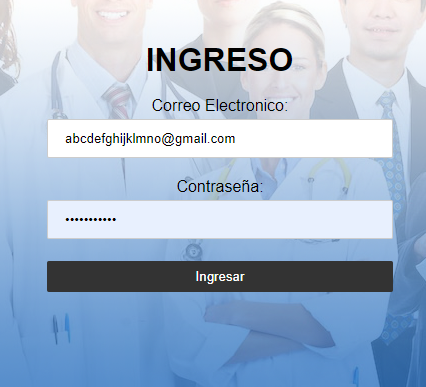 INGRESO
Correo Electronico:
abcdefghijklmno@gmail.com
Contraseña:
•••••••••••
Ingresar